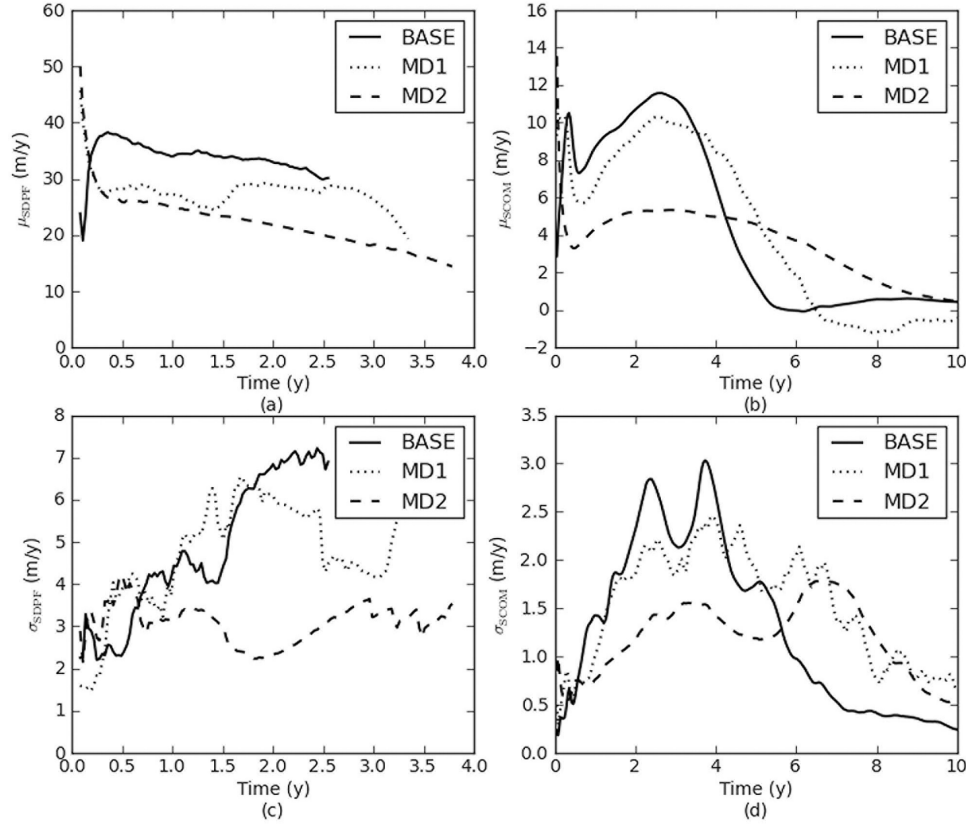 60
50
40
30
20
10
0
μSDPF (m/y)
BASE
MD1
MD2
0.0 0.5 1.0 1.5 2.0 2.5 3.0 3.5 4.0
Time (y)
(a)
16
14
12
10
8
6
4
2
0
−2
μSCOM (m/y)
BASE
MD1
MD2
0 2 4 6 8 10
Time (y)
(b)
8
7
6
5
4
3
2
1
0
σSDPF (m/y)
BASE
MD1
MD2
0.0 0.5 1.0 1.5 2.0 2.5 3.0 3.5 4.0
Time (y)
(c)
3.5
3.0
2.5
2.0
1.5
1.0
0.5
0.0
σSCOM (m/y)
BASE
MD1
MD2
0 2 4 6 8 10
Time (y)
(d)